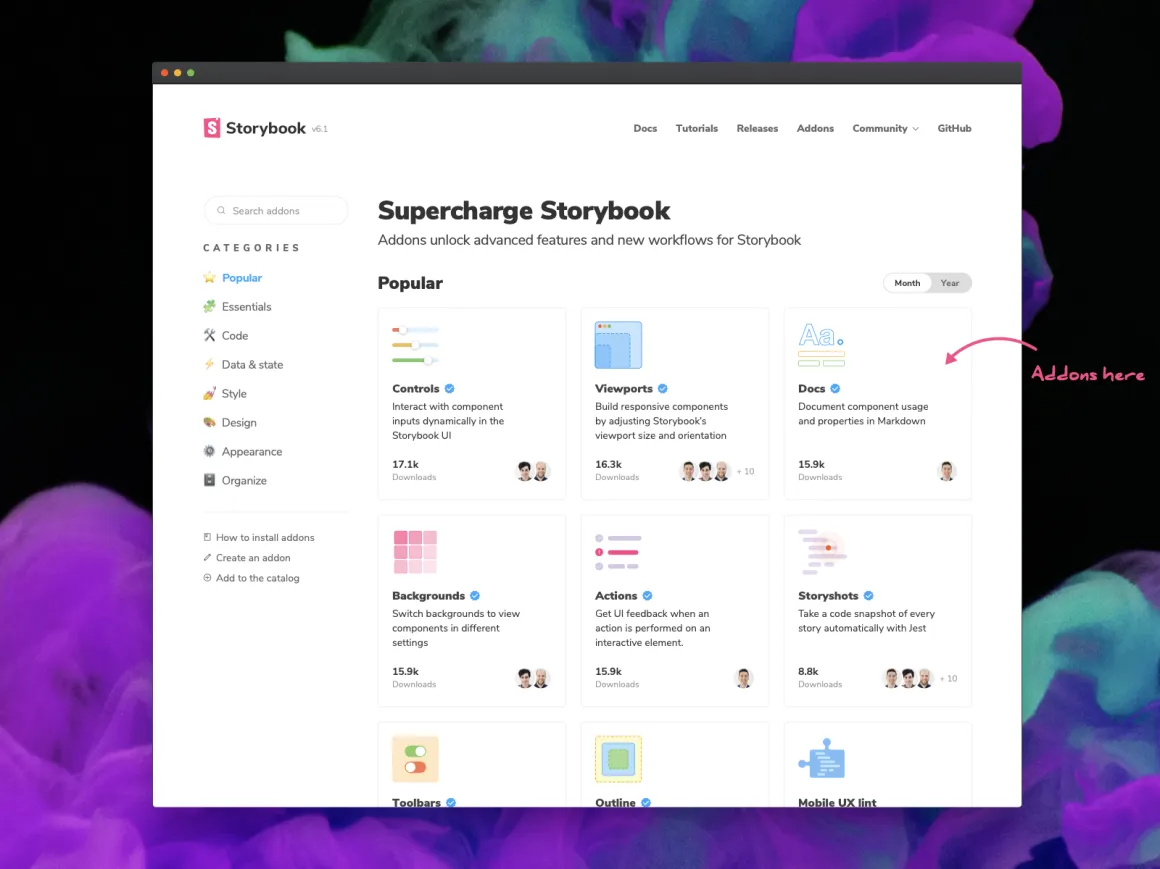 Storybook v6.1
Docs Tutorials Releases Addons Community GitHub
Search addons
CATEGORIES
Popular
Essentials
Code
Data & state
Style
Design
Appearance
Organize
How to install addons
Create an addon
Add to the catalog
Supercharge Storybook
Addons unlock advanced features and new workflows for Storybook
Popular
Month Year
Controls
Interact with component
inputs dynamically in the
Storybook UI
17.1k
Downloads
Viewports
Build responsive components
by adjusting Storybook's
viewport size and orientation
16.3k
Downloads
+ 10
Aa.
Docs
Document component usage
and properties in Markdown
15.9k
Downloads
Addons here
Backgrounds
Switch backgrounds to view
components in different
settings
15.9k
Downloads
Actions
Get UI feedback when an
action is performed on an
interactive element.
15.9k
Downloads
Storyshots
Take a code snapshot of every
story automatically with Jest
8.8k
Downloads
+ 10
Toolbars
Outline
Mobile UX lint